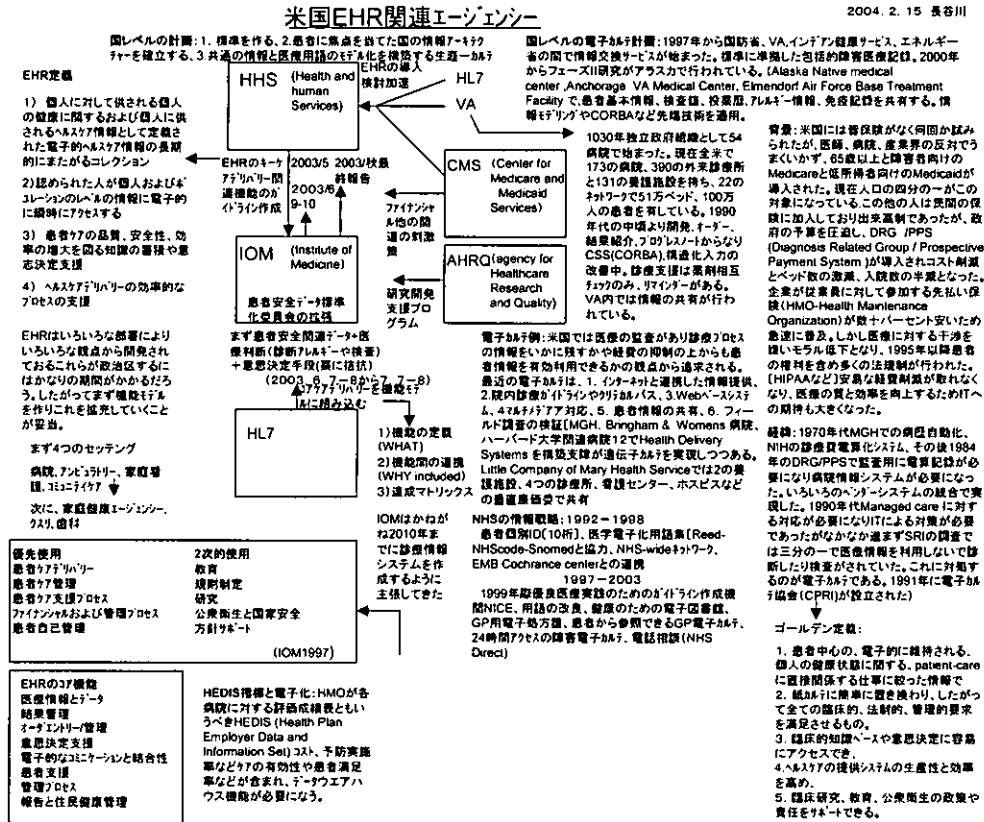 米国EHR関連エージェンシー
2004. 2. 15 長谷川
国レベルの計画: 1. 標準を作る、2.患者に焦点を当てた国の情報アーキテク
チャーを確立する、3.共通の情報と医療用語のモデル化を構築する生涯一カルテ
EHR定義
1) 個人に対して供される個人
の健康に関するおよび個人に供
されるヘルスケア情報として定義さ
れた電子的ヘルスケア情報の長期
的にまたがるコレクション
2)認められた人が個人およびポ
ピュレーションのレベルの情報に電子的
に瞬時にアクセスする
3) 患者ケアの品質、安全性、効
率の増大を図る知識の蓄積や意
思決定支援
4) ヘルスケアデリバリーの効率的な
プロセスの支援
EHRはいろいろな部署により
いろいろな観点から開発され
ておるこれらが政治区するに
はかなりの期間がかかるだろ
う。したがってまず機能モデル
を作りこれを拡充していくこと
が妥当。
まず4つのセッテング
病院、アンビュラトリー、家庭看
護、コミュニティケア
次に、家庭健康エージェンシー、
クスリ、歯科
HHS (Health and
human
Services)
EHRの導入
検討加速
HL7
VA
EHRのキーケ
アデリバリー関
連機能のガ
イドライン作成
2003/5
2003/秋最
終報告
2003/6
9-10
CMS (Center for
Medicare and
Medicaid
Services)
ファイナンシャ
ル他の関
連の刺激
策
IOM (Institute of
Medicine)
患者安全データ標準
化委員会の拡張
AHRQ (agency for
Healthcare
Research
and Quality)
研究開発
支援プロ
グラム
まず患者安全関連データ+医
療判断(診断アレルギーや検査)
+意思決定手段(薬に拮抗)
(2003. 6. 7-8から7. 7-8)
コアケアデリバリーを機能モデ
ルに踏み込む
HL7
1)機能の定義
(WHAT)
2)機能間の連携
(WHY included)
3)達成マトリックス
IOMはかねが
ね2010年ま
でに診療情報
システムを作
成するように
主張してきた
国レベルの電子カルテ計画: 1997年から国防省、VA,インデアン健康サービス、エネルギー
省の間で情報交換サービスが始まった。標準に準拠した包括的障害医療記録。2000年
からフェーズII研究がアラスカで行われている。(Alaska Native medical
center ,Anchorage VA Medical Center, Elmendorf Air Force Base Treatment
Facility で、患者基本情報、検査値、投薬歴、アレルギー情報、免疫記録を共有する。情
報モデリングやCORBAなど先端技術を適用。
1030年独立政府組織として54
病院で始まった。現在全米で
173の病院、390の外来診療所
と131の養護施設を持ち、22の
ネットワークで51万ベッド、100万
人の患者を有している。1990
年代の中頃より開発、オーダー、
結果紹介、プログレスノートからなり
CSS(CORBA),構造化入力の
改善中。診療支援は薬剤相互
チェックのみ、リマインダーがある。
VA内では情報の共有が行わ
れている。
背景:米国には皆保険がなく何回か試み
られたが、医師、病院、産業界の反対でう
まくいかず、65歳以上と障害者向けの
Medicareと低所得者向けのMedicaidが
導入された。現在人口の四分の一がこの
対象になっている.この他の人は民間の保
険に加入しており出来高制であったが、政
府の予算を圧迫し、DRG /PPS
(Diagnosis Related Group / Prospective
Payment System )が導入されコスト削減
とベッド数の激減、入院数の半減となった。
企業が従業員に対して参加する先払い保
険(HMO-Health Maintenance
Organization)が数十パーセント安いため
急速に普及。しかし医療に対する干渉を
嫌いモラル低下となり、1995年以降患者
の権利を含め多くの法規制が行われた。
[HIPAAなど]安易な経費削減が取れなく
なり、医療の質と効率を向上するためITへ
の期待も大きくなった。
電子カルテ例:米国では医療の監査があり診療プロセス
の情報をいかに残すかや経費の抑制の上からも患
者情報を有効利用できるかの観点から追求される。
最近の電子カルテは、1. インターネットと連携した情報提供、
2.院内診療ガイドラインやクリテカルパス、3.Webベースシステ
ム、4マルチメデアア対応、5. 患者情報の共有、6. フィー
ルド調査の検証[MGH, Bringham & Womens 病院、
ハーバード大学関連病院12でHealth Delivery
Systems を構築支障が遺伝子カルテを実現しつつある。
Little Company of Mary Health Serviceでは2の養
護施設、4つの診療所、看護センター、ホスピスなど
の垂直廉価委で共有
NHSの情報戦略:1992-1998
患者個別ID(10桁)、医学電子化用語集[Reed-
NHScode-Snomedと協力、NHS-wideネットワーク、
EMB Cochrance centerとの連携
1997-2003
1999年際優良医療実践のためのガイドライン作成機
関NICE、用語の改良、健康のための電子図書館、
GP用電子処方譜、患者から参照できるGP電子カルテ、
24時間アクセスの障害電子カルテ、電話相談(NHS
Direct)
経緯:1970年代MGHでの病歴自動化、
NIHの診療費電算化システム、その後1984
年のDRG/PPSで監査用に電算記録が必
要になり病院情報システムが必要になっ
た。いろいろのベンダーシステムの統合で実
現した。1990年代Managed care に対す
る対応が必要になりITによる対策が必要
であったがなかなか進まずSRIの調査で
は三分の一で医療情報を利用しないで診
断したり検査がされていた。これに対処す
るのが電子カルテである。1991年に電子カル
テ協会(CPRI)が設立された)
ゴールデン定義:
1. 患者中心の、電子的に維持される、
個人の健康状態に関する、patient-care
に直接関係する仕事に絞った情報で
2. 紙カルテに簡単に置き換わり、したがっ
て全ての臨床的、法制的、管理的要求
を満足させるもの。
3. 臨床的知識ベースや意思決定に容易
にアクセスでき、
4.ヘルスケアの提供システムの生産性と効率
を高め、
5. 臨床研究、教育、公衆衛生の政策や
責任をサポートできる。
優先使用 2次的使用
患者ケアデリバリー 教育
患者ケア管理 規則制定
患者ケア支援プロセス 研究
ファイナンシャルおよび管理プロセス 公衆衛生と国家安全
患者自己管理 方針サポート
(IOM1997)
EHRのコア機能
医療情報とデータ
結果管理
オーダエントリー/管理
意思決定支援
電子的なコミニケーションと結合性
患者支援
管理プロセス
報告と住民健康管理
HEDIS指標と電子化:HMOが各
病院に対する評価成績表ともい
うべきHEDIS (Health Plan
Employer Data and
Information Set) コスト、予防実施
率などケアの有効性や患者満足
率などが含まれ、データウエアハ
ウス機能が必要になう。